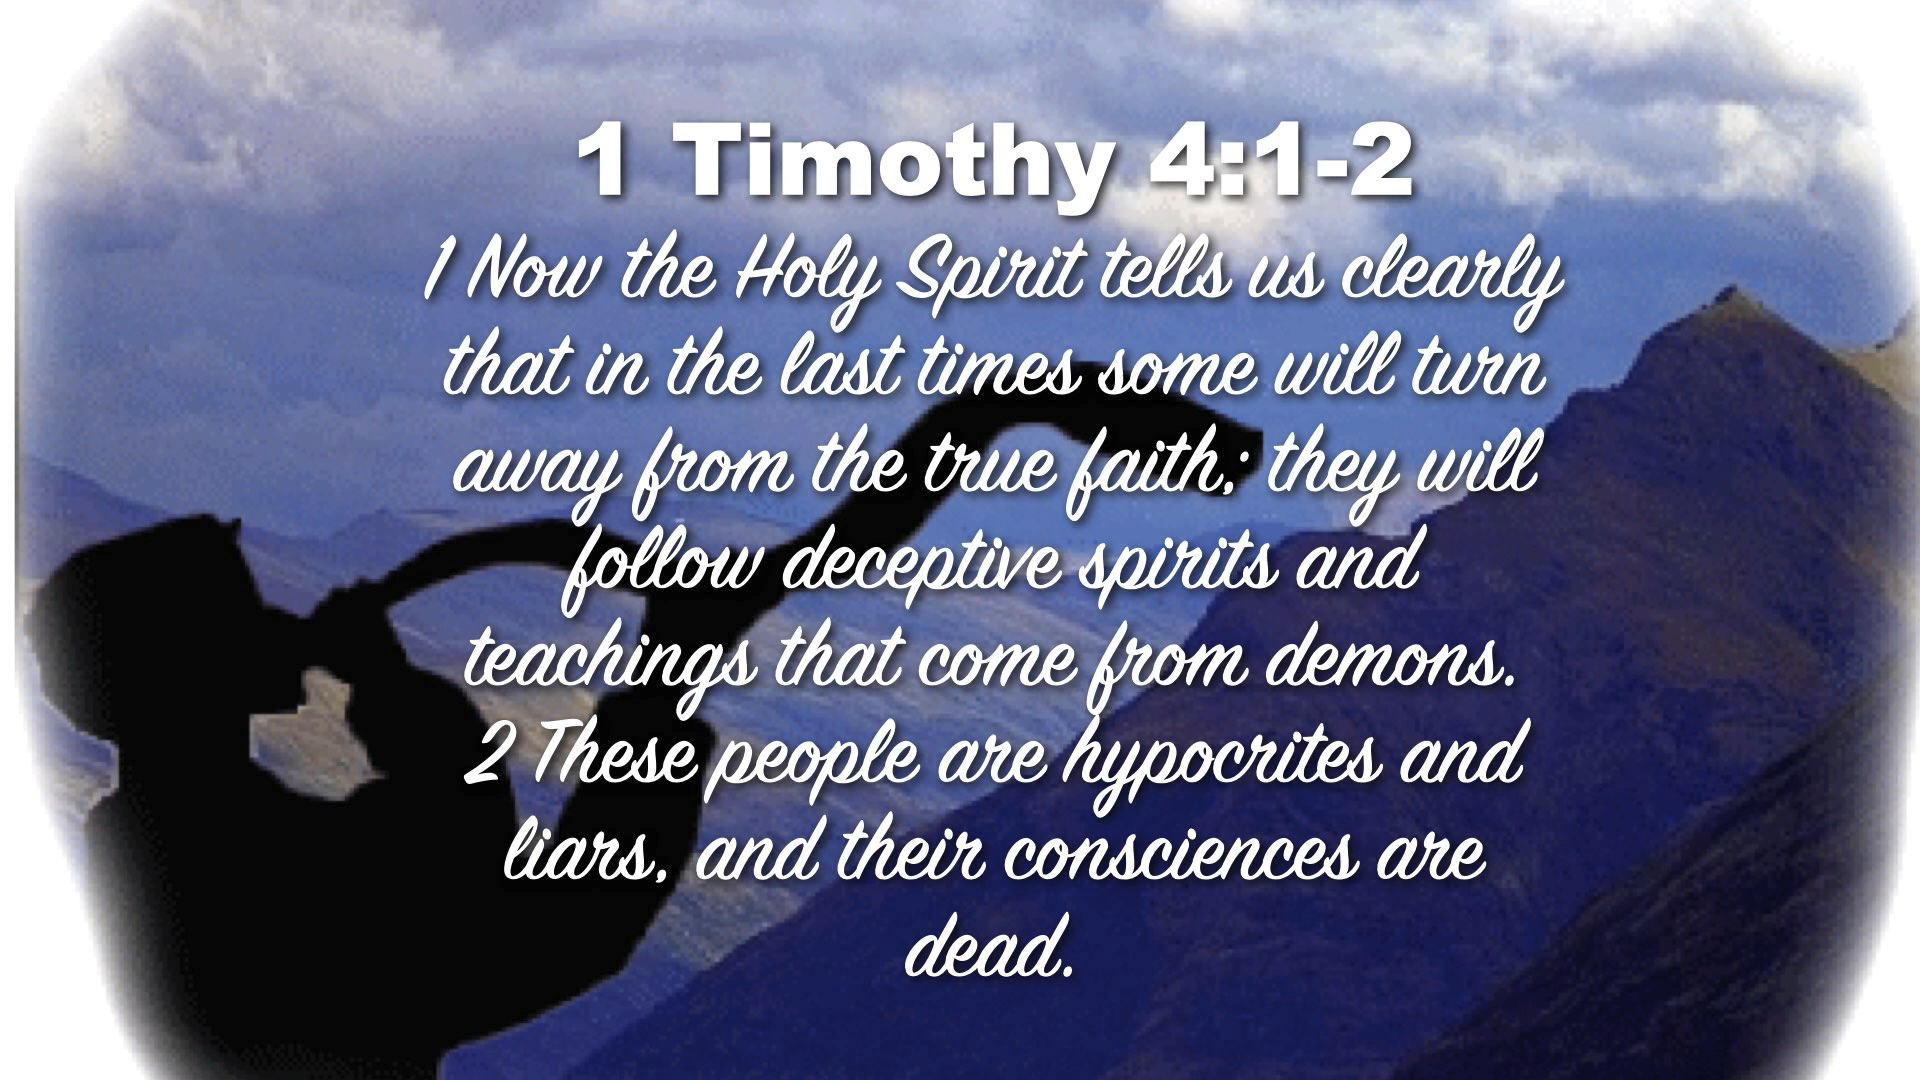 1 Timothy 4:1-2
1 Now the Holy Spirit tells us clearly
that in the last times some will turn
away from the true faith; they will
follow deceptive spirits and
teachings that come from demons.
2 These people are hypocrites and
liars, and their consciences are
dead.